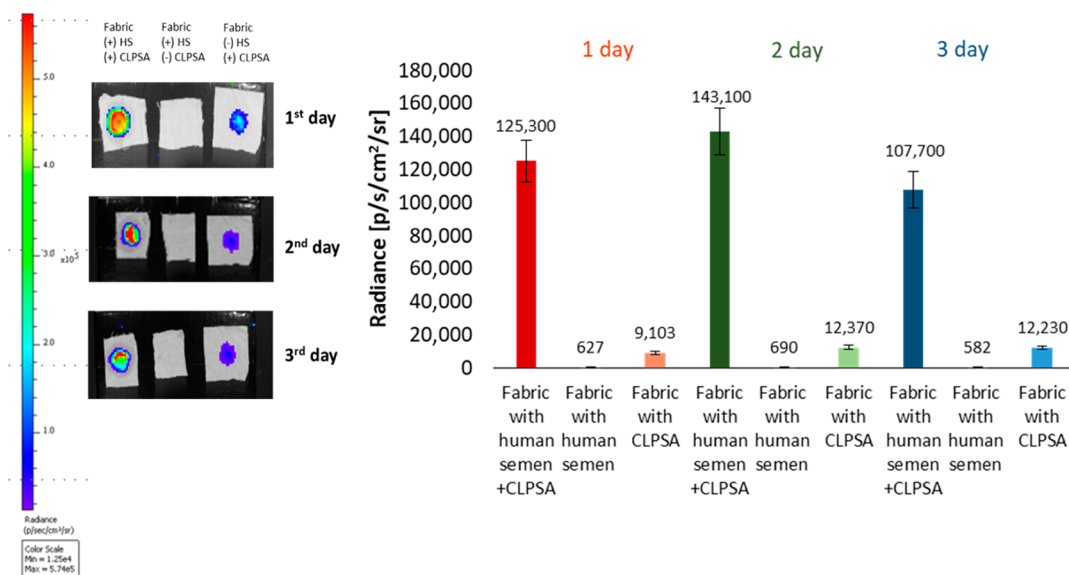 Fabric
(+) HS
(+) CLPSA
Fabric
(+) HS
(-) CLPSA
Fabric
(-) HS
(+) CLPSA
5.0
4.0
3.0
x10⁵
2.0
1.0
Radiance
(p/sec/cm²/sr)
Color Scale
Min = 1.25e4
Max = 5.74e5
1st day
2nd day
3rd day
1 day
2 day
3 day
Radiance [p/s/cm²/sr]
180,000
160,000
140,000
120,000
100,000
80,000
60,000
40,000
20,000
0
125,300
627
9,103
143,100
690
12,370
107,700
582
12,230
Fabric
with
human
semen
+CLPSA
Fabric
with
human
semen
Fabric
with
CLPSA
Fabric
with
human
semen
+CLPSA
Fabric
with
human
semen
Fabric
with
CLPSA
Fabric
with
human
semen
+CLPSA
Fabric
with
human
semen
Fabric
with
CLPSA